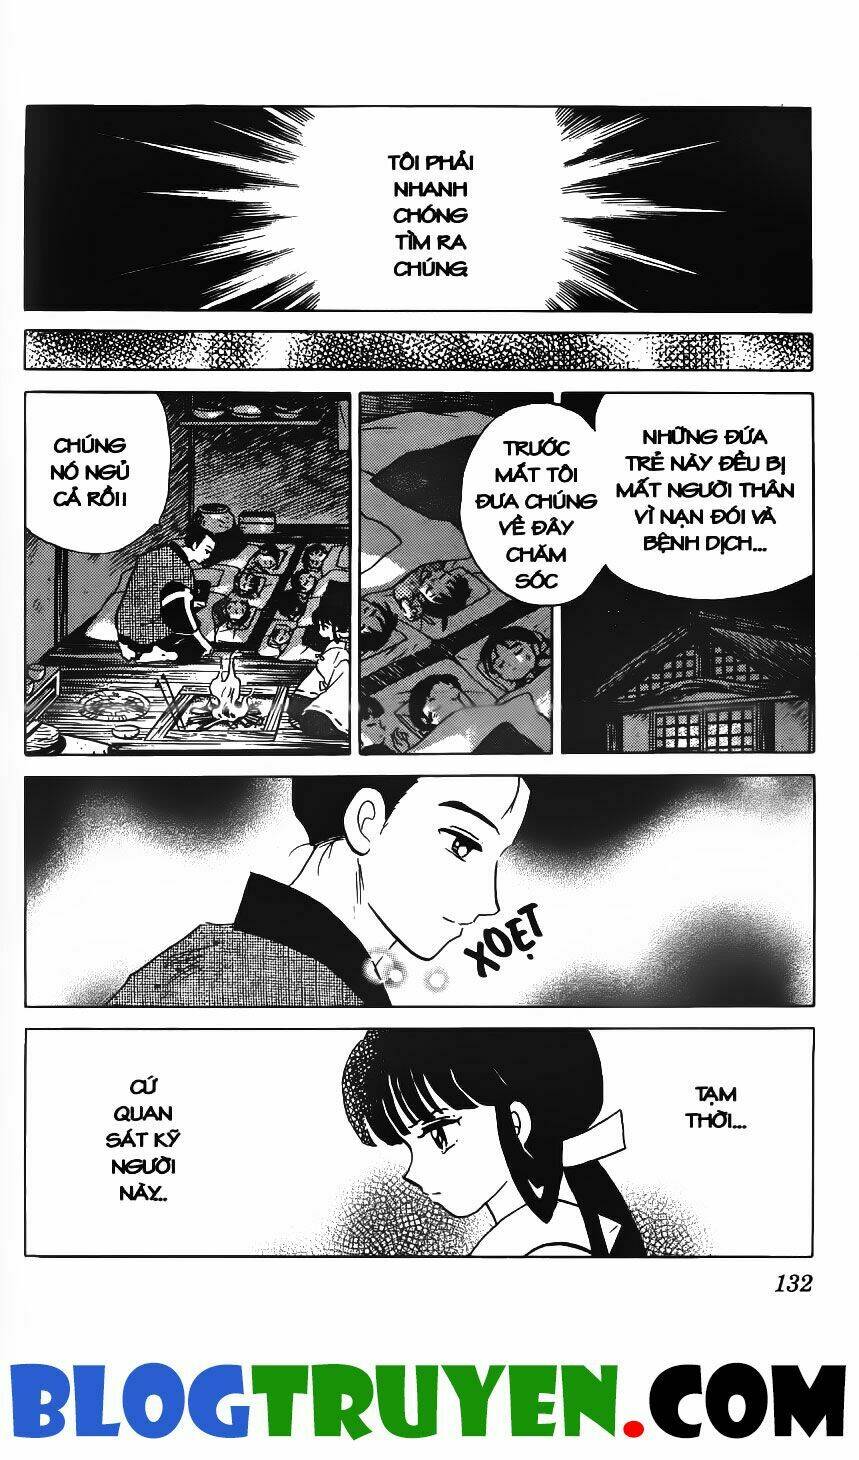 TÔI PHẢI
NHANH
CHÓNG
TÌM RA
CHÚNG.
NHỮNG ĐỨA
TRẺ NÀY ĐỀU BỊ
MẤT NGƯỜI THÂN
VÌ NẠN ĐÓI VÀ
BỆNH DỊCH...
TRƯỚC
MẮT TÔI
ĐƯA CHÚNG
VỀ ĐÂY
CHĂM
SÓC
CHÚNG
NÓ NGỦ
CẢ RỒI!
XOẸT
TẠM
THỜI...
CỨ
QUAN
SÁT KỸ
NGƯỜI
NÀY...
132
BLOGTRUYEN.COM